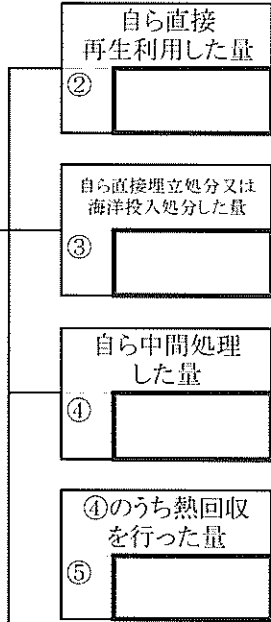 自ら直接
再生利用した量
②
自ら直接埋立処分又は
海洋投入処分した量
③
自ら中間処理
した量
④
④のうち熱回収
を行った量
⑤